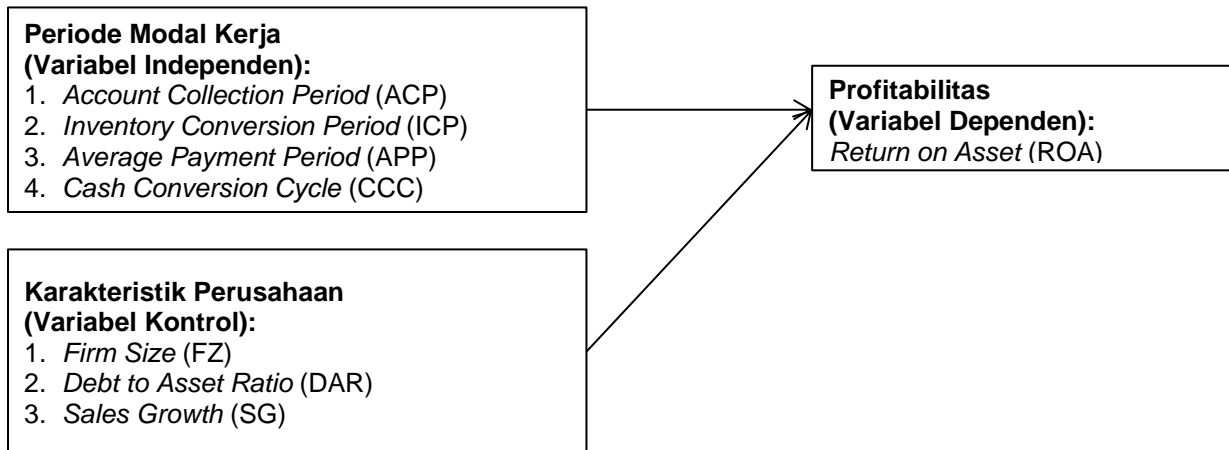 Periode Modal Kerja
(Variabel Independen):
1. Account Collection Period (ACP)
2. Inventory Conversion Period (ICP)
3. Average Payment Period (APP)
4. Cash Conversion Cycle (CCC)
Profitabilitas
(Variabel Dependen):
Return on Asset (ROA)
Karakteristik Perusahaan
(Variabel Kontrol):
1. Firm Size (FZ)
2. Debt to Asset Ratio (DAR)
3. Sales Growth (SG)